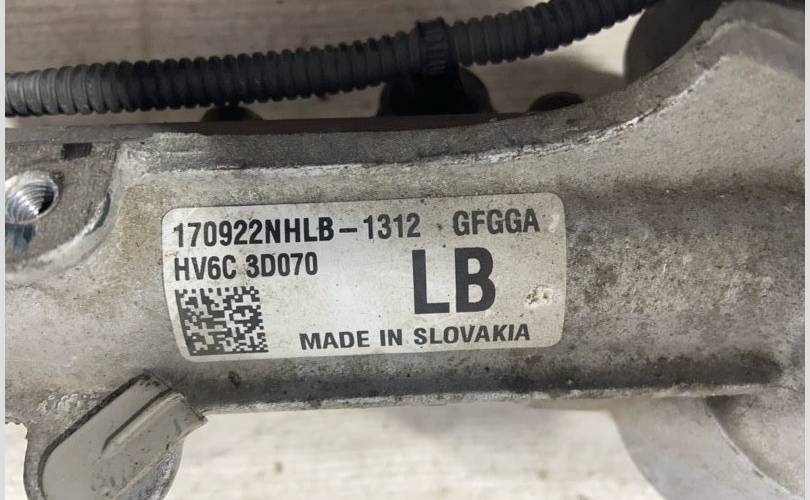 170922NHLB-1312 GFGGA
HV6C 3D070
LB
MADE IN SLOVAKIA